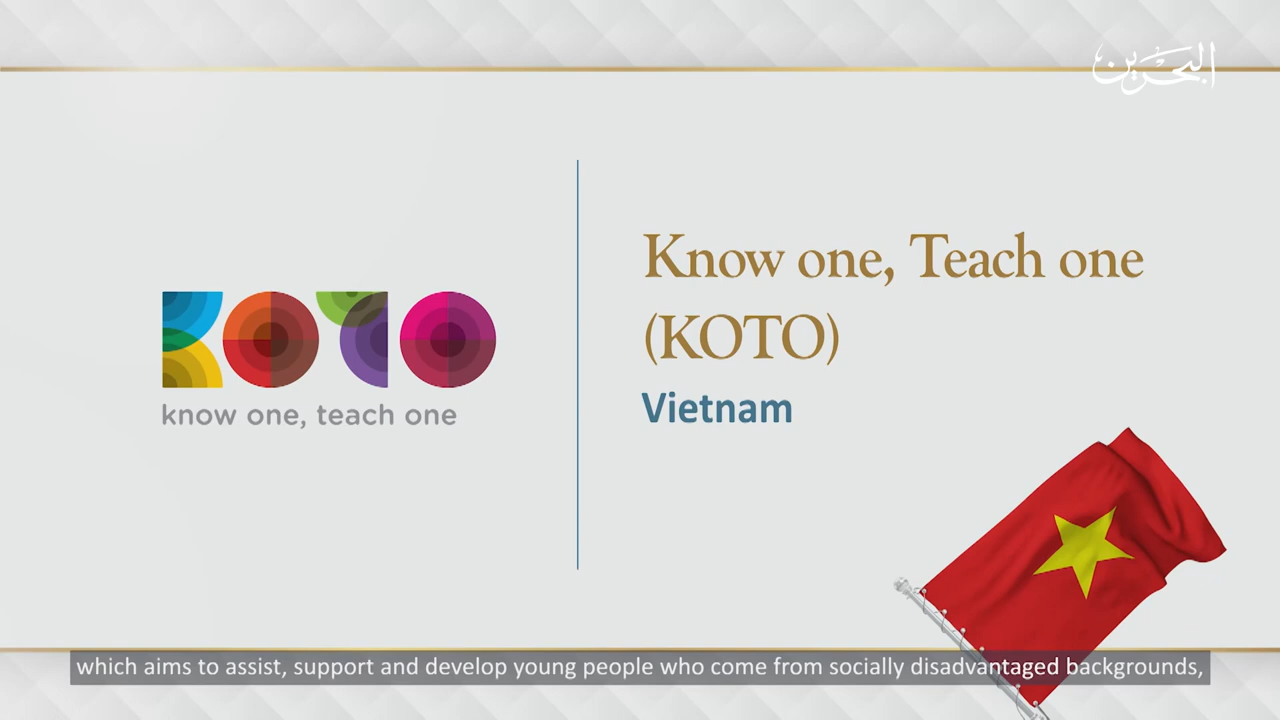 البحرين
KOTO
know one, teach one
Know one, Teach one
(KOTO)
Vietnam
which aims to assist, support and develop young people who come from socially disadvantaged backgrounds,